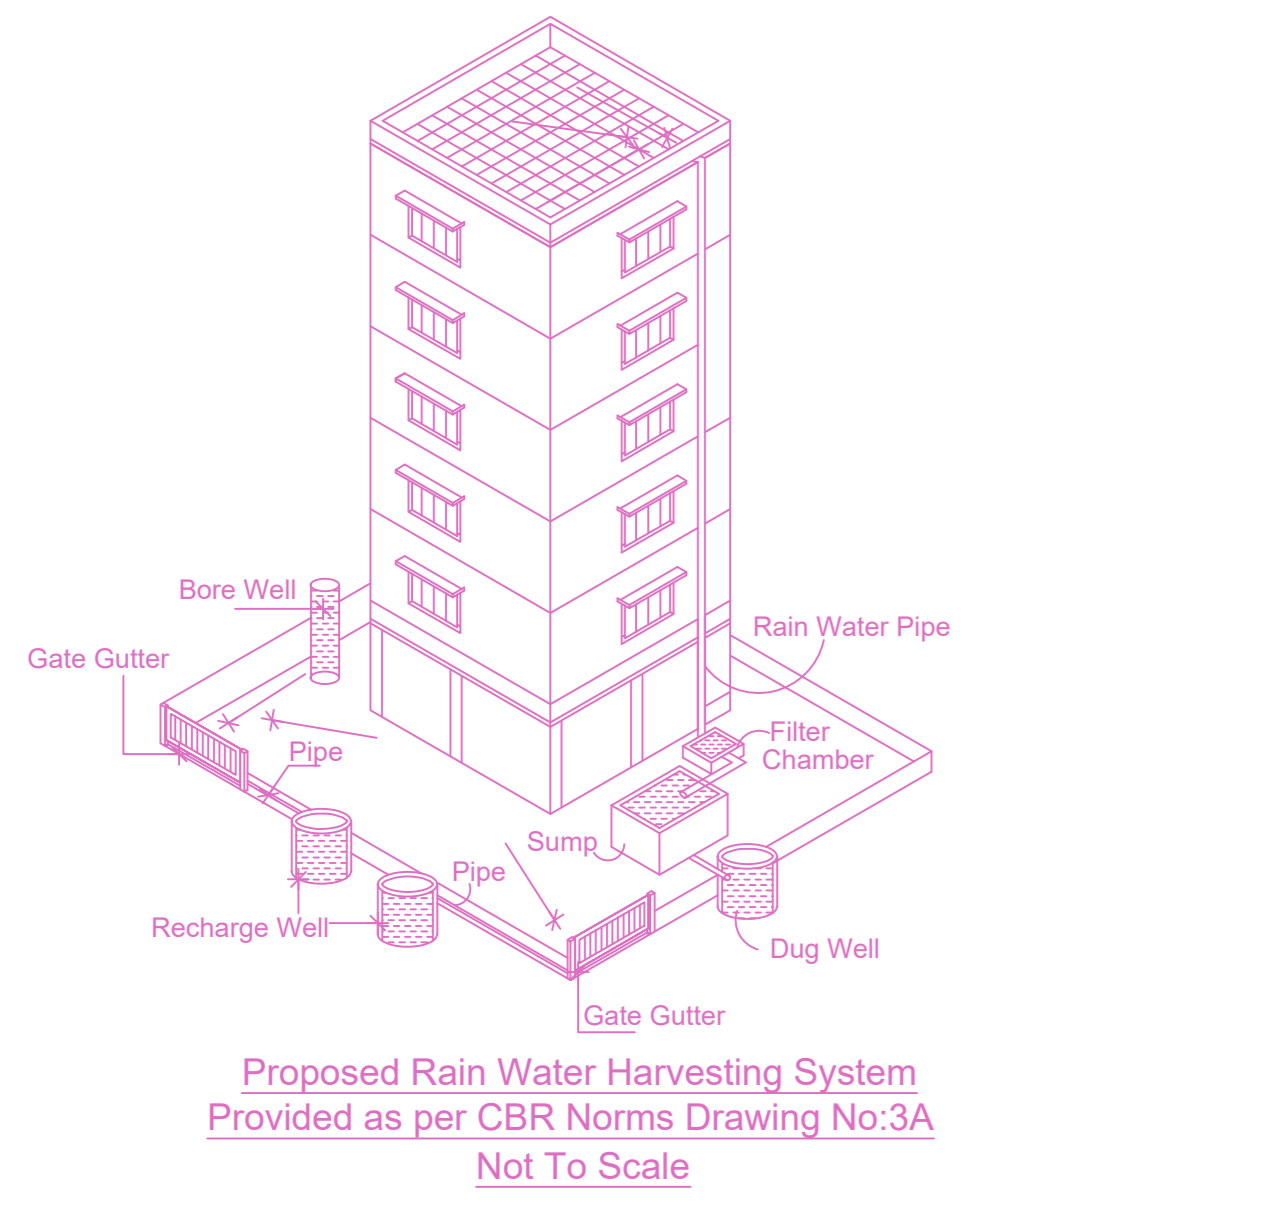 Bore Well
Rain Water Pipe
Gate Gutter
Filter
Chamber
Pipe
Sump
Pipe
Recharge Well
Dug Well
Gate Gutter
Proposed Rain Water Harvesting System
Provided as per CBR Norms Drawing No:3A
Not To Scale